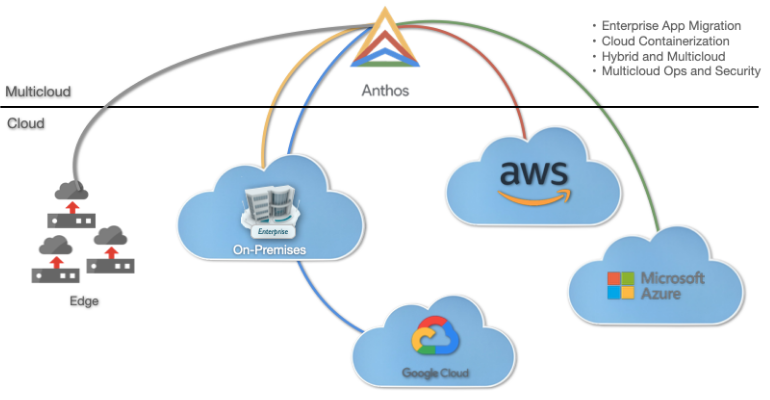 • Enterprise App Migration
• Cloud Containerization
• Hybrid and Multicloud
• Multicloud Ops and Security
Anthos
Multicloud
Cloud
aws
Enterprise
On-Premises
Microsoft
Azure
Edge
Google Cloud